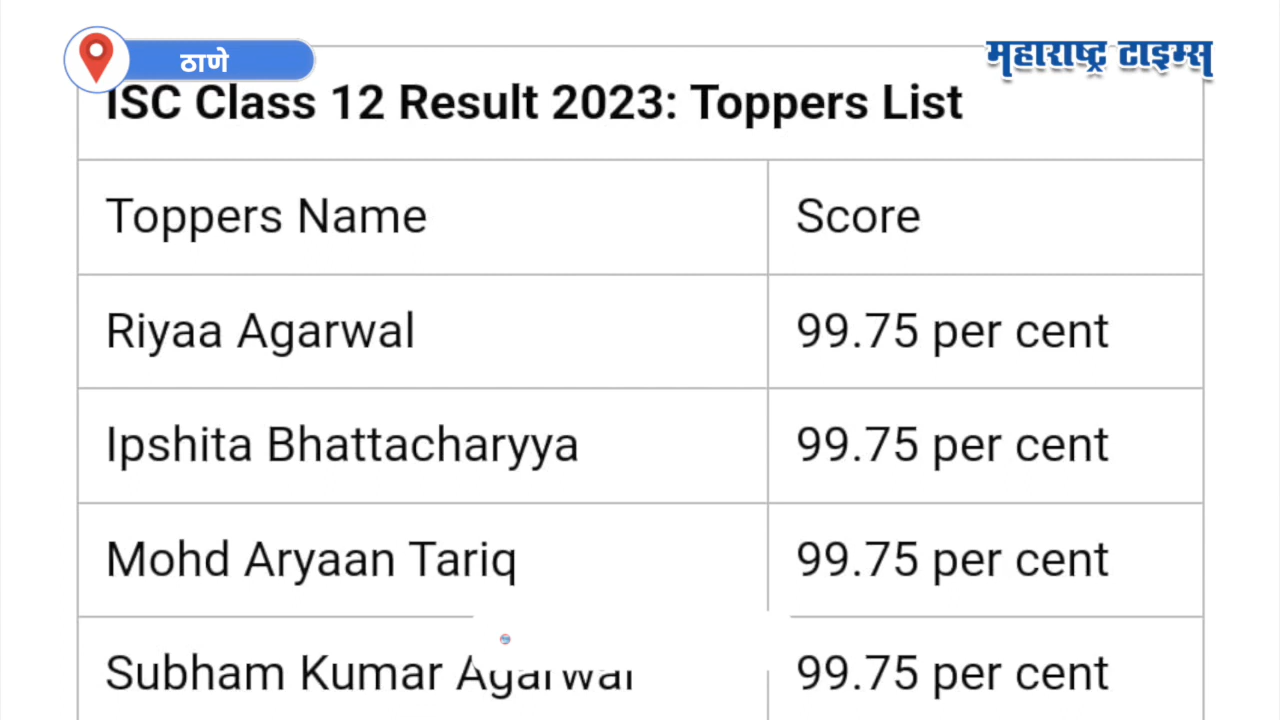 ठाणे
महाराष्ट्र टाइम्स
ISC Class 12 Result 2023: Toppers List
Toppers Name Score
Riyaa Agarwal 99.75 per cent
Ipshita Bhattacharyya 99.75 per cent
Mohd Aryaan Tariq 99.75 per cent
Subham Kumar Agarwal 99.75 per cent